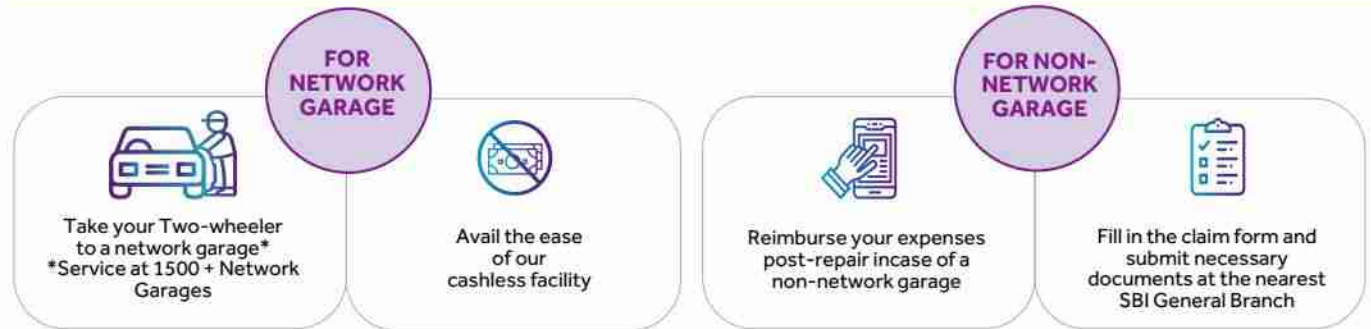 FOR
NETWORK
GARAGE
Take your Two-wheeler
to a network garage*
*Service at 1500 + Network
Garages
Avail the ease
of our
cashless facility
FOR NON-
NETWORK
GARAGE
Reimburse your expenses
post-repair incase of a
non-network garage
Fill in the claim form and
submit necessary
documents at the nearest
SBI General Branch